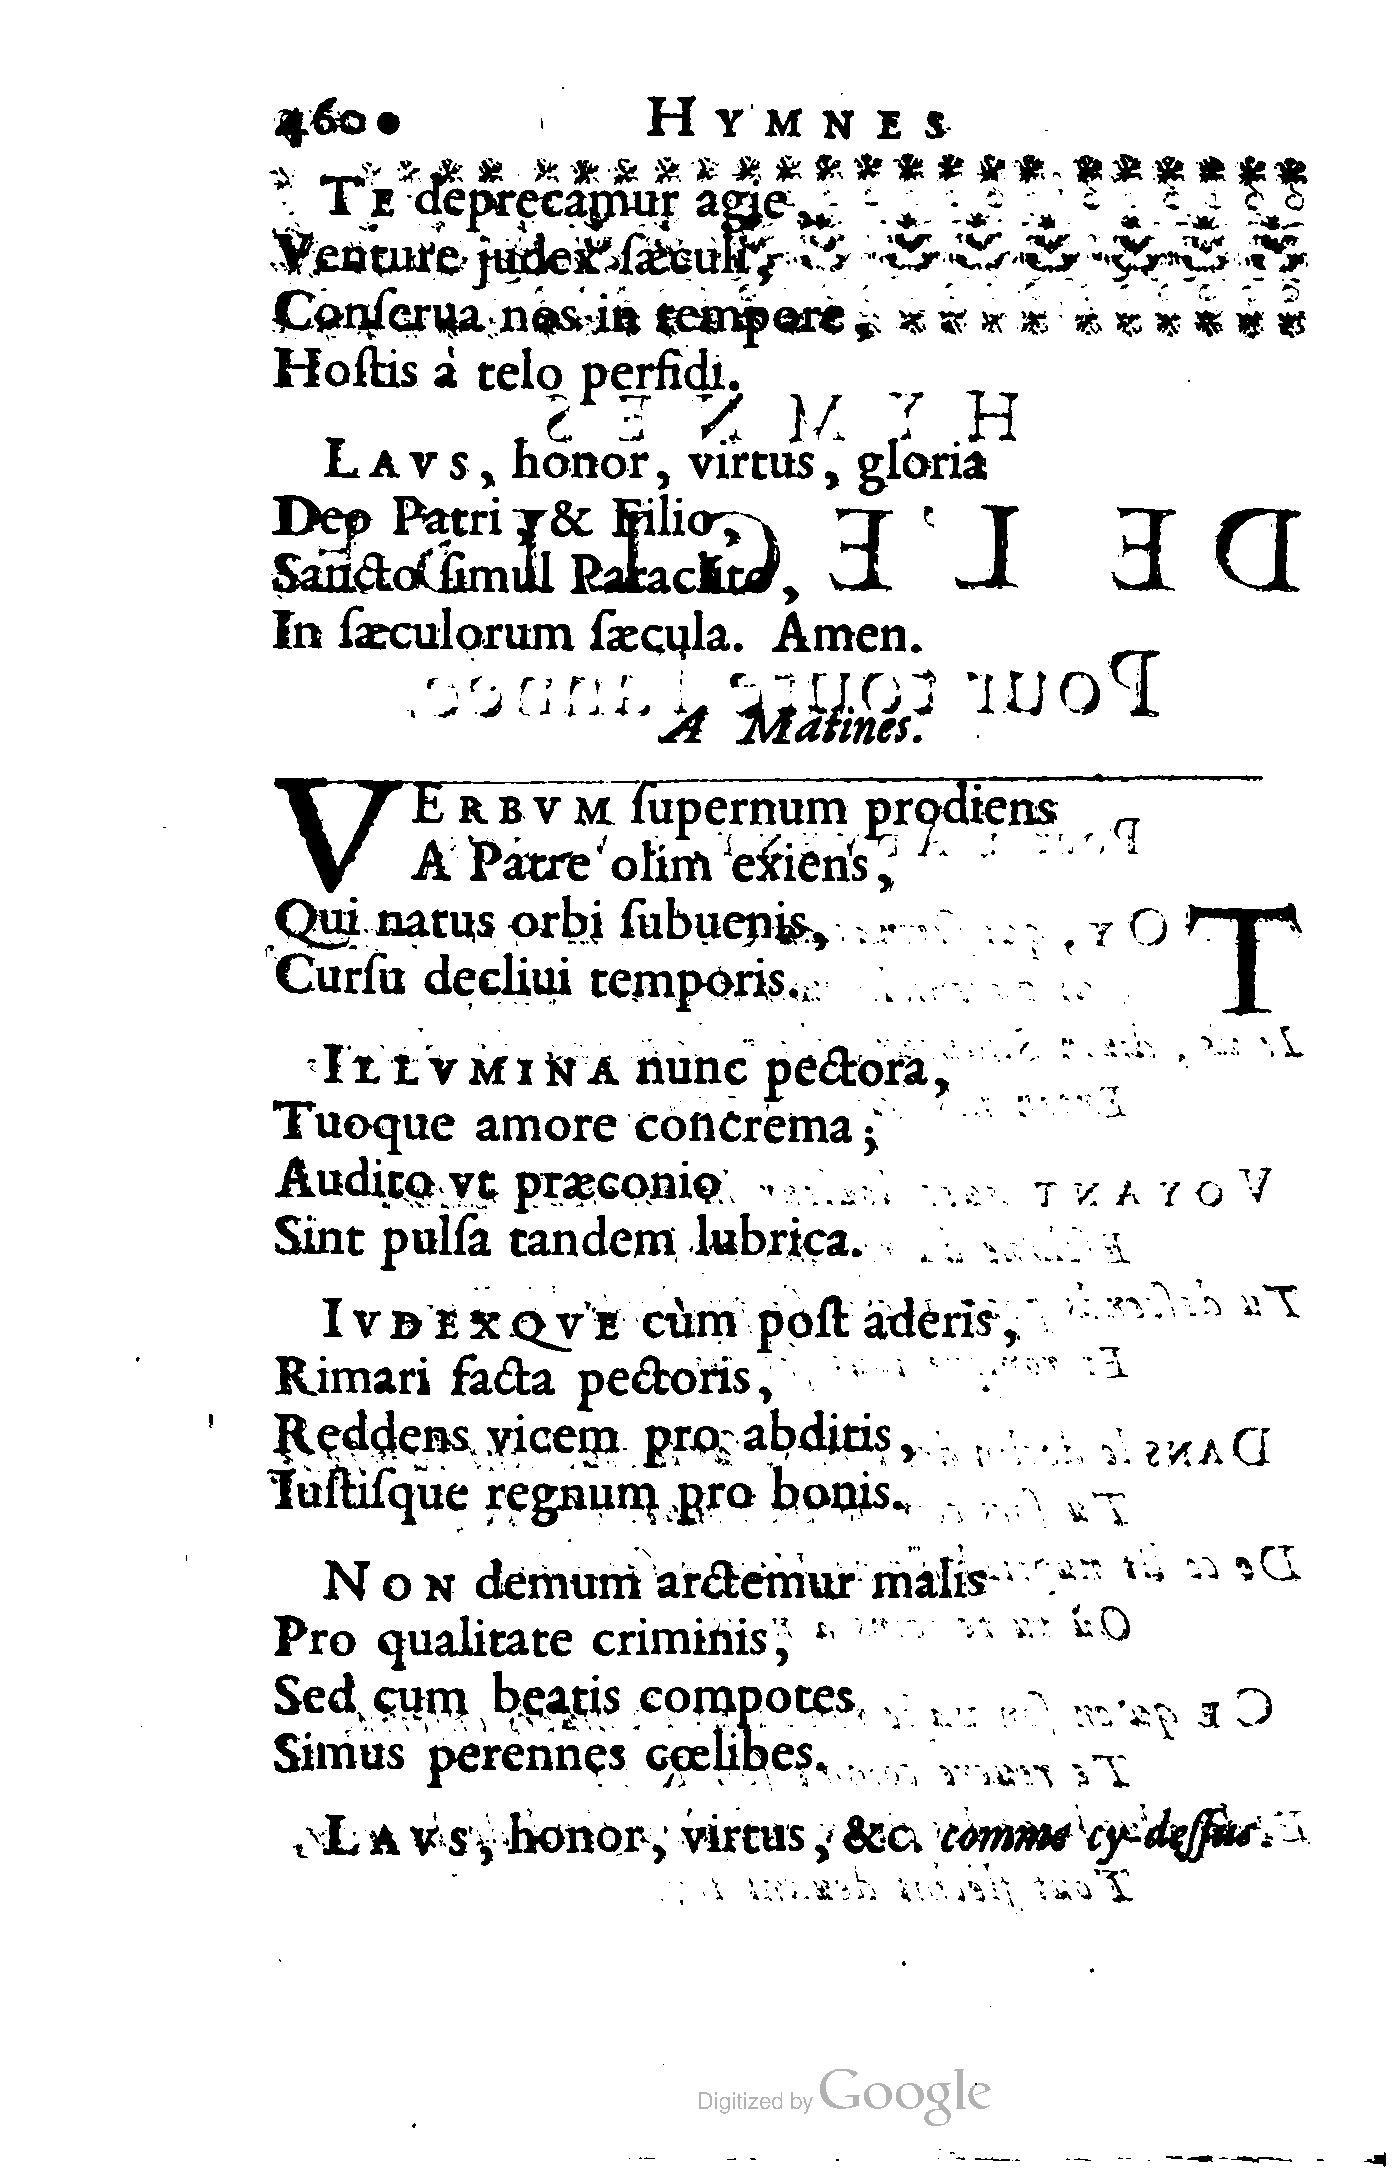 460 HYMNES
TE deprecamur agie,
Venture judex ſæculi,
Conſerua nos in tempore,
Hoſtis à telo perfidi.
LAVS, honor, virtus, gloria
Deo Patri, & Filio,
Sancto ſimul Paraclito,
In ſæculorum ſæcula. Amen.
A Matines.
VERBVM ſupernum prodiens
A Patre olim exiens,
Qui natus orbi ſubuenis,
Curſu decliui temporis.
ILLVMINA nunc pectora,
Tuoque amore concrema;
Audito vt præconio
Sint pulſa tandem lubrica.
IVDEXQVE cùm poſt aderis,
Rimari facta pectoris,
Reddens vicem pro abditis,
Iuſtiſque regnum pro bonis.
NON demum arctemur malis
Pro qualitate criminis,
Sed cum beatis compotes
Simus perennes cœlibes.
LAVS, honor, virtus, &c. comme cy-deſſus.
Digitized by Google